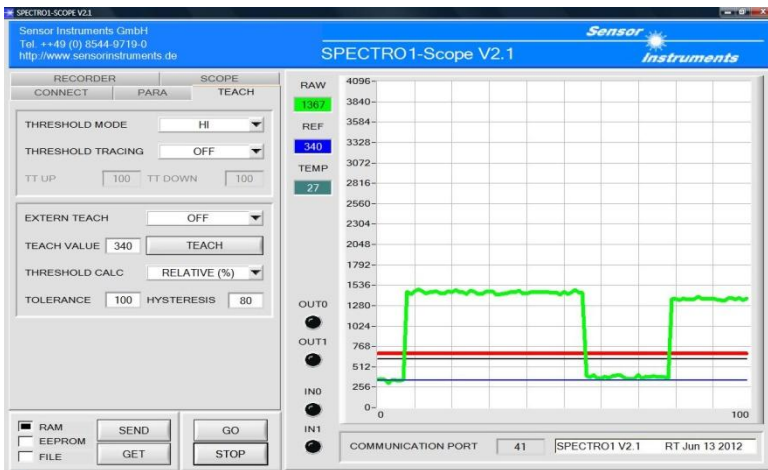 SPECTRO1-SCOPE V2.1
Sensor Instruments GmbH
Tel. ++49 (0) 8544-9719-0
http://www.sensorinstruments.de
SPECTRO1-Scope V2.1
Sensor
Instruments
RECORDER SCOPE
CONNECT PARA TEACH
THRESHOLD MODE HI
THRESHOLD TRACING OFF
TT UP 100 TT DOWN 100
EXTERN TEACH OFF
TEACH VALUE 340 TEACH
THRESHOLD CALC RELATIVE (%)
TOLERANCE 100 HYSTERESIS 80
RAM
EEPROM
FILE
SEND
GET
GO
STOP
RAW
1367
REF
340
TEMP
27
OUT0
OUT1
IN0
IN1
4096
3840
3584
3328
3072
2816
2560
2304
2048
1792
1536
1280
1024
768
512
256
0
0 100
COMMUNICATION PORT 41 SPECTRO1 V2.1 RT Jun 13 2012